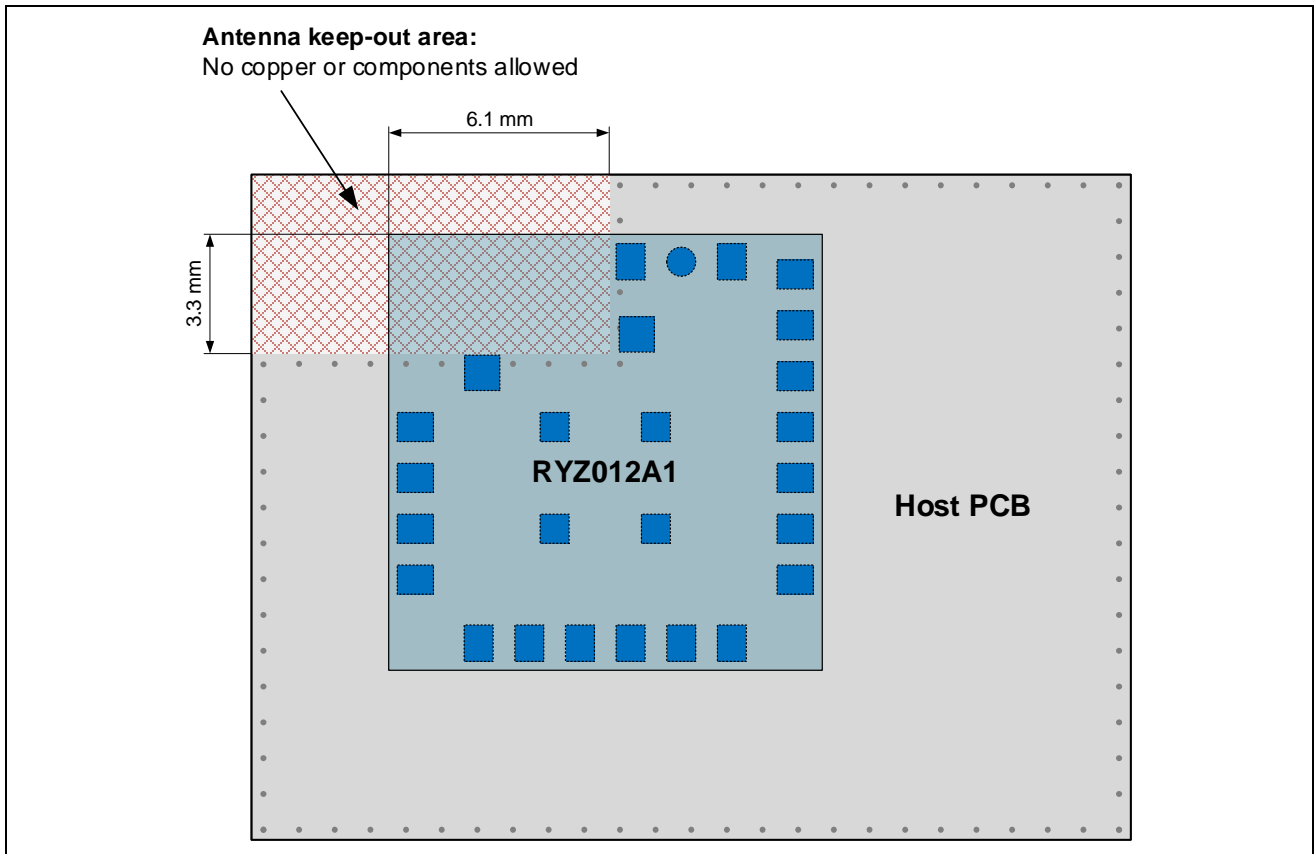 Antenna keep-out area:
No copper or components allowed
6.1 mm
3.3 mm
RYZ012A1
Host PCB